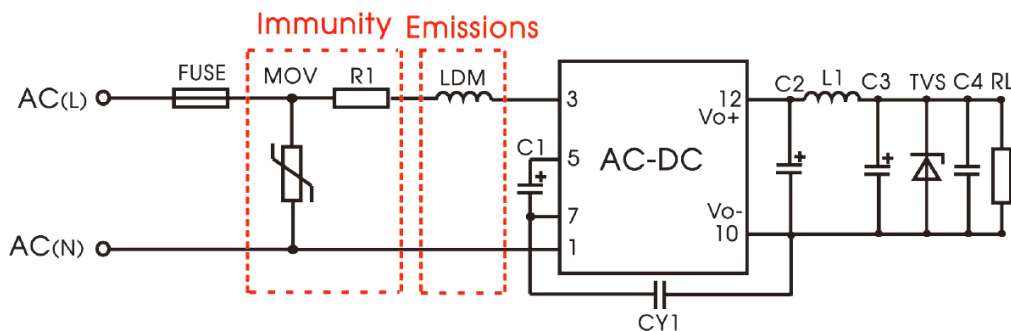 Immunity Emissions
FUSE MOV R1 LDM
AC(L)
3
12
Vo+
C2 L1 C3 TVS C4 RL
C1
5
AC-DC
7
Vo-
10
AC(N)
1
CY1